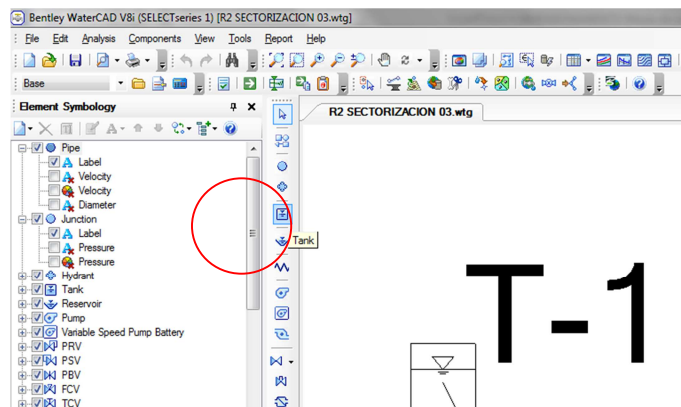 Bentley WaterCAD V8i (SELECTseries 1) [R2 SECTORIZACION 03.wtg]
File Edit Analysis Components View Tools Report Help
Base
Element Symbology
R2 SECTORIZACION 03.wtg
Pipe
Label
Velocity
Velocity
Diameter
Junction
Label
Pressure
Pressure
Hydrant
Tank
Reservoir
Pump
Variable Speed Pump Battery
PRV
PSV
PBV
FCV
TCV
Tank
T-1